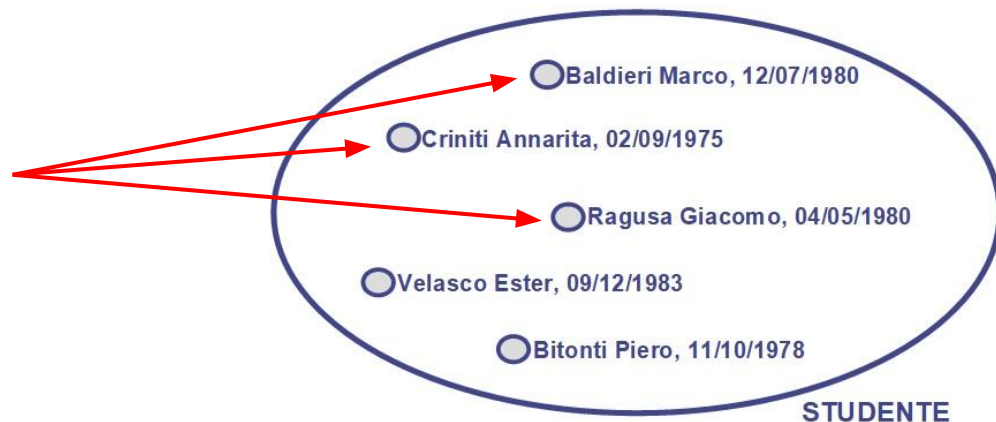 Baldieri Marco, 12/07/1980
Criniti Annarita, 02/09/1975
Ragusa Giacomo, 04/05/1980
Velasco Ester, 09/12/1983
Bitonti Piero, 11/10/1978
STUDENTE